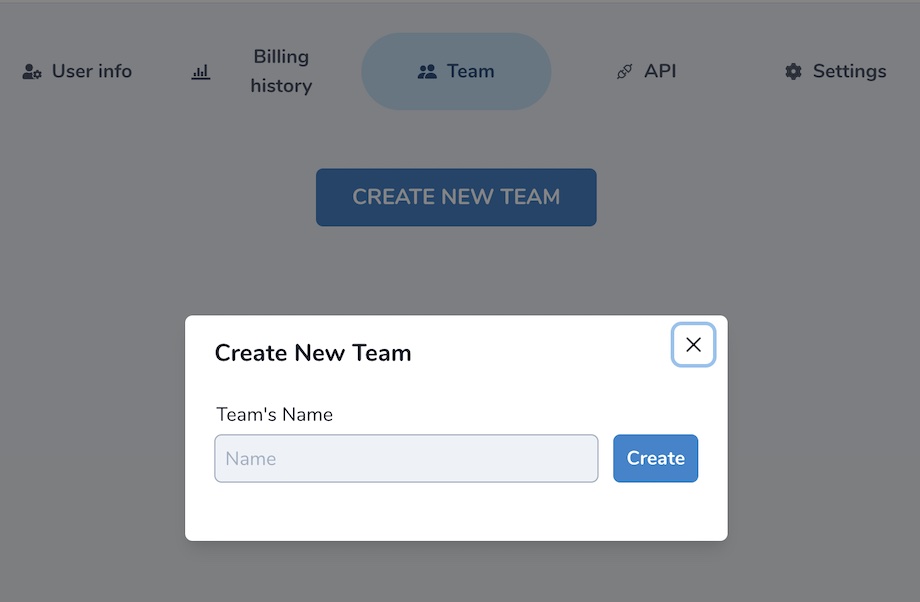 User info
Billing
history
Team
API
Settings
CREATE NEW TEAM
Create New Team
Team's Name
Name
Create